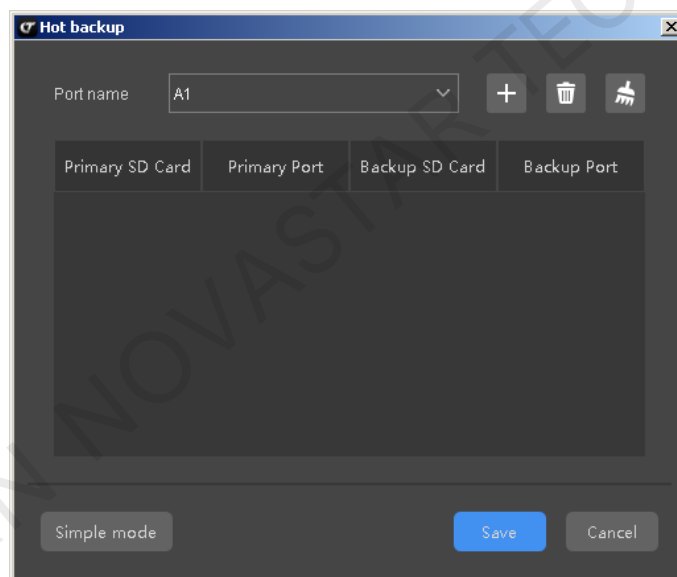 Hot backup
Port name A1
Primary SD Card Primary Port Backup SD Card Backup Port
Simple mode Save Cancel
NOVASTAR